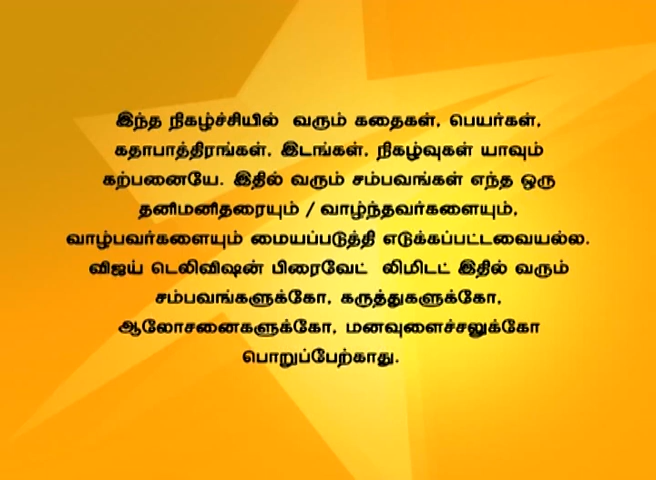 இந்த நிகழ்ச்சியில் வரும் கதைகள், பெயர்கள்,
கதாபாத்திரங்கள், இடங்கள், நிகழ்வுகள் யாவும்
கற்பனையே. இதில் வரும் சம்பவங்கள் எந்த ஒரு
தனிமனிதரையும் / வாழ்ந்தவர்களையும்,
வாழ்பவர்களையும் மையப்படுத்தி எடுக்கப்பட்டவையல்ல.
விஜய் டெலிவிஷன் பிரைவேட் லிமிடட் இதில் வரும்
சம்பவங்களுக்கோ, கருத்துகளுக்கோ,
ஆலோசனைகளுக்கோ, மனவுளைச்சலுக்கோ
பொறுப்பேற்காது.